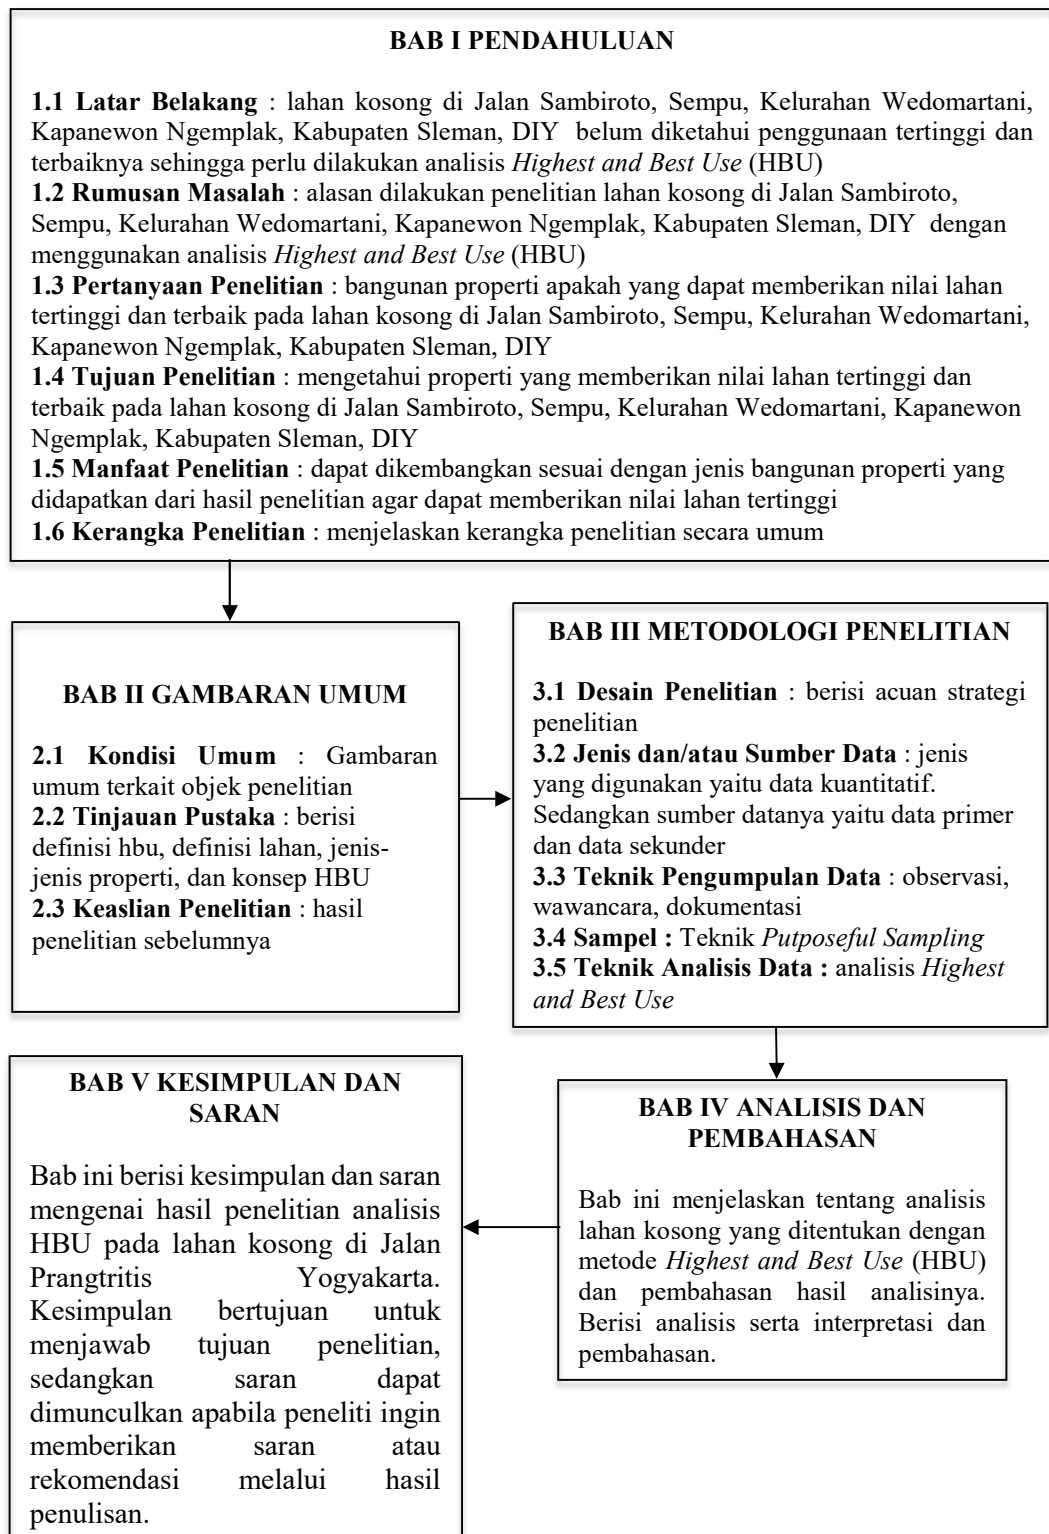 BAB I PENDAHULUAN
1.1 Latar Belakang : lahan kosong di Jalan Sambiroto, Sempu, Kelurahan Wedomartani,
Kapanewon Ngemplak, Kabupaten Sleman, DIY belum diketahui penggunaan tertinggi dan
terbaiknya sehingga perlu dilakukan analisis Highest and Best Use (HBU)
1.2 Rumusan Masalah : alasan dilakukan penelitian lahan kosong di Jalan Sambiroto,
Sempu, Kelurahan Wedomartani, Kapanewon Ngemplak, Kabupaten Sleman, DIY dengan
menggunakan analisis Highest and Best Use (HBU)
1.3 Pertanyaan Penelitian : bangunan properti apakah yang dapat memberikan nilai lahan
tertinggi dan terbaik pada lahan kosong di Jalan Sambiroto, Sempu, Kelurahan Wedomartani,
Kapanewon Ngemplak, Kabupaten Sleman, DIY
1.4 Tujuan Penelitian : mengetahui properti yang memberikan nilai lahan tertinggi dan
terbaik pada lahan kosong di Jalan Sambiroto, Sempu, Kelurahan Wedomartani, Kapanewon
Ngemplak, Kabupaten Sleman, DIY
1.5 Manfaat Penelitian : dapat dikembangkan sesuai dengan jenis bangunan properti yang
didapatkan dari hasil penelitian agar dapat memberikan nilai lahan tertinggi
1.6 Kerangka Penelitian : menjelaskan kerangka penelitian secara umum
BAB II GAMBARAN UMUM
2.1 Kondisi Umum : Gambaran
umum terkait objek penelitian
2.2 Tinjauan Pustaka : berisi
definisi hbu, definisi lahan, jenis-
jenis properti, dan konsep HBU
2.3 Keaslian Penelitian : hasil
penelitian sebelumnya
BAB III METODOLOGI PENELITIAN
3.1 Desain Penelitian : berisi acuan strategi
penelitian
3.2 Jenis dan/atau Sumber Data : jenis
yang digunakan yaitu data kuantitatif.
Sedangkan sumber datanya yaitu data primer
dan data sekunder
3.3 Teknik Pengumpulan Data : observasi,
wawancara, dokumentasi
3.4 Sampel : Teknik Putposeful Sampling
3.5 Teknik Analisis Data : analisis Highest
and Best Use
BAB IV ANALISIS DAN
PEMBAHASAN
Bab ini menjelaskan tentang analisis
lahan kosong yang ditentukan dengan
metode Highest and Best Use (HBU)
dan pembahasan hasil analisinya.
Berisi analisis serta interpretasi dan
pembahasan.
BAB V KESIMPULAN DAN
SARAN
Bab ini berisi kesimpulan dan saran
mengenai hasil penelitian analisis
HBU pada lahan kosong di Jalan
Prangtritis Yogyakarta.
Kesimpulan bertujuan untuk
menjawab tujuan penelitian,
sedangkan saran dapat
dimunculkan apabila peneliti ingin
memberikan saran atau
rekomendasi melalui hasil
penulisan.